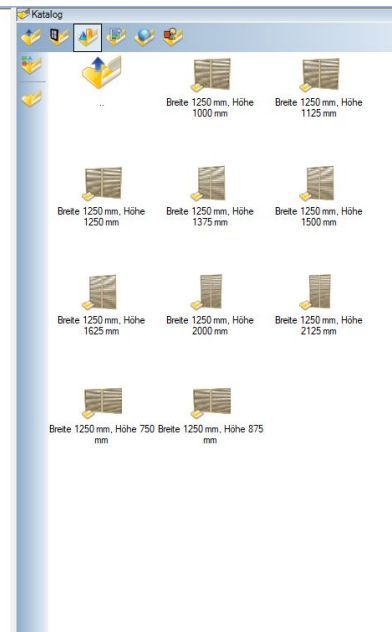 Katalog
..
Breite 1250 mm, Höhe
1000 mm
Breite 1250 mm, Höhe
1125 mm
Breite 1250 mm, Höhe
1250 mm
Breite 1250 mm, Höhe
1375 mm
Breite 1250 mm, Höhe
1500 mm
Breite 1250 mm, Höhe
1625 mm
Breite 1250 mm, Höhe
2000 mm
Breite 1250 mm, Höhe
2125 mm
Breite 1250 mm, Höhe 750
mm
Breite 1250 mm, Höhe 875
mm